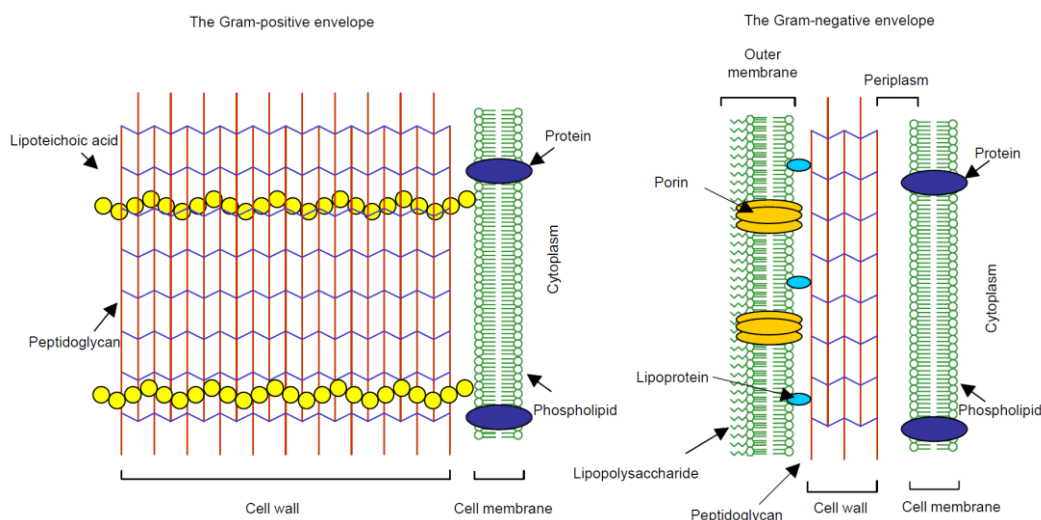 The Gram-positive envelope
Lipoteichoic acid
Protein
Cytoplasm
Peptidoglycan
Phospholipid
Cell wall
Cell membrane
The Gram-negative envelope
Outer
membrane
Periplasm
Protein
Porin
Cytoplasm
Lipoprotein
Phospholipid
Lipopolysaccharide
Peptidoglycan
Cell wall
Cell membrane